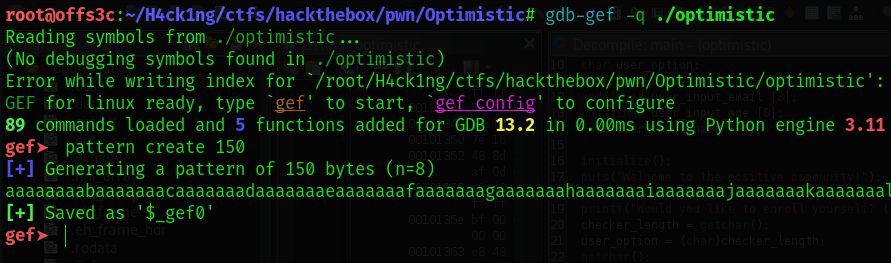 root@offs3c:~/H4ck1ng/ctfs/hackthebox/pwn/Optimistic# gdb-gef -q ./optimistic
Reading symbols from ./optimistic...
(No debugging symbols found in ./optimistic)
Error while writing index for `/root/H4ck1ng/ctfs/hackthebox/pwn/Optimistic/optimistic':
GEF for linux ready, type `gef' to start, `gef config' to configure
89 commands loaded and 5 functions added for GDB 13.2 in 0.00ms using Python engine 3.11
gef➤ pattern create 150
[+] Generating a pattern of 150 bytes (n=8)
aaaaaaaabaaaaaaacaaaaaaadaaaaaaaeaaaaaaafaaaaaaagaaaaaaahaaaaaaaiaaaaaaajaaaaaaakaaaaaaal
[+] Saved as '$_gef0'
gef➤